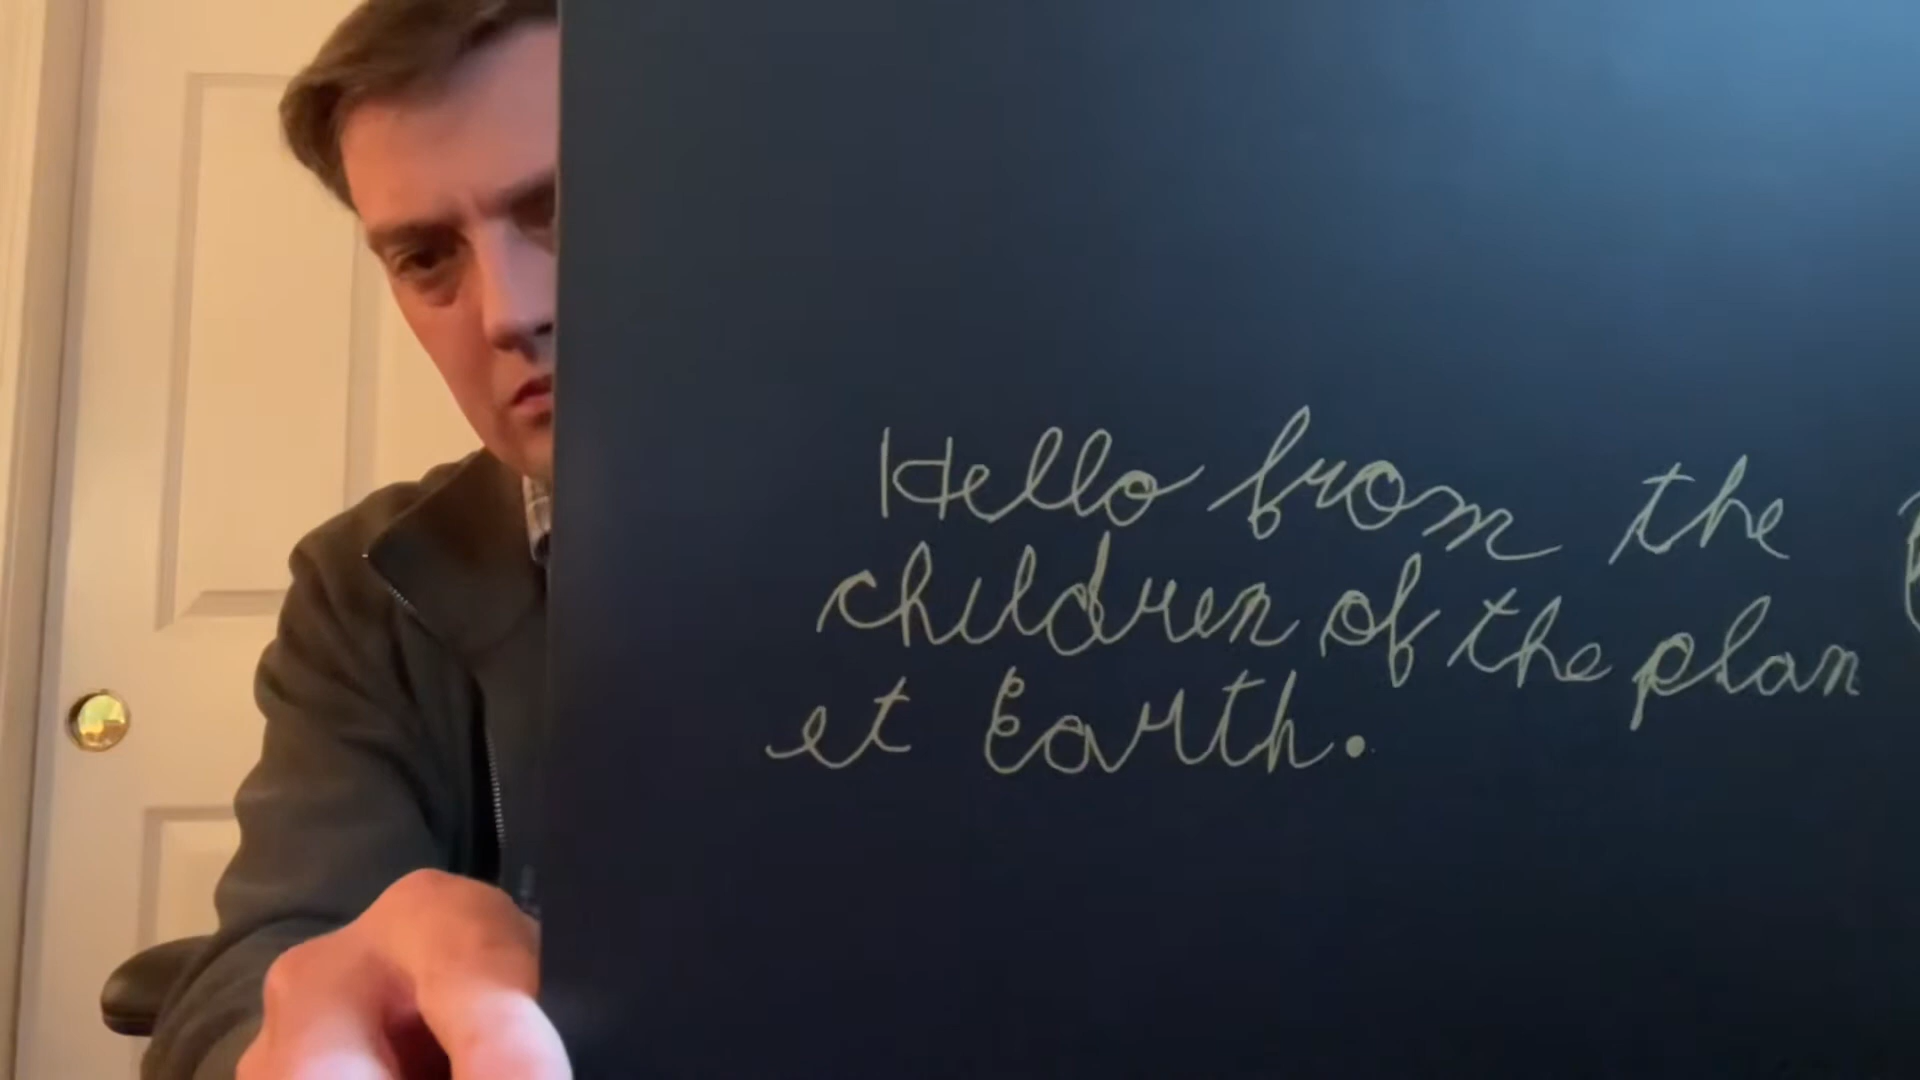 Hello from the
children of the plan
et Earth.